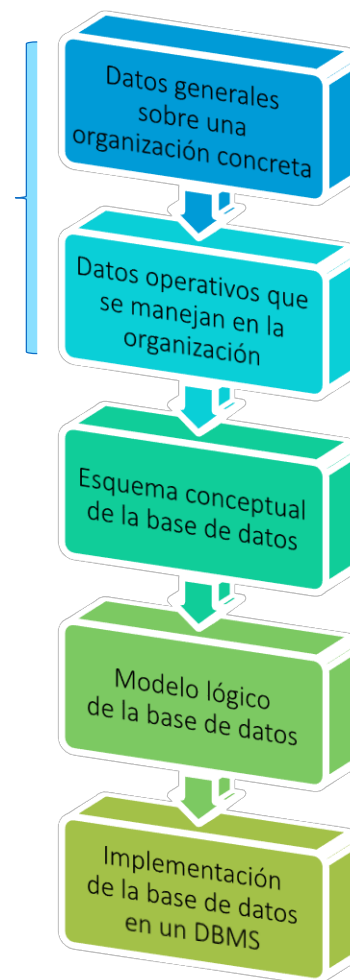 Datos generales
sobre una
organización concreta
Datos operativos que
se manejan en la
organización
Esquema conceptual
de la base de datos
Modelo lógico
de la base de datos
Implementación
de la base de datos
en un DBMS